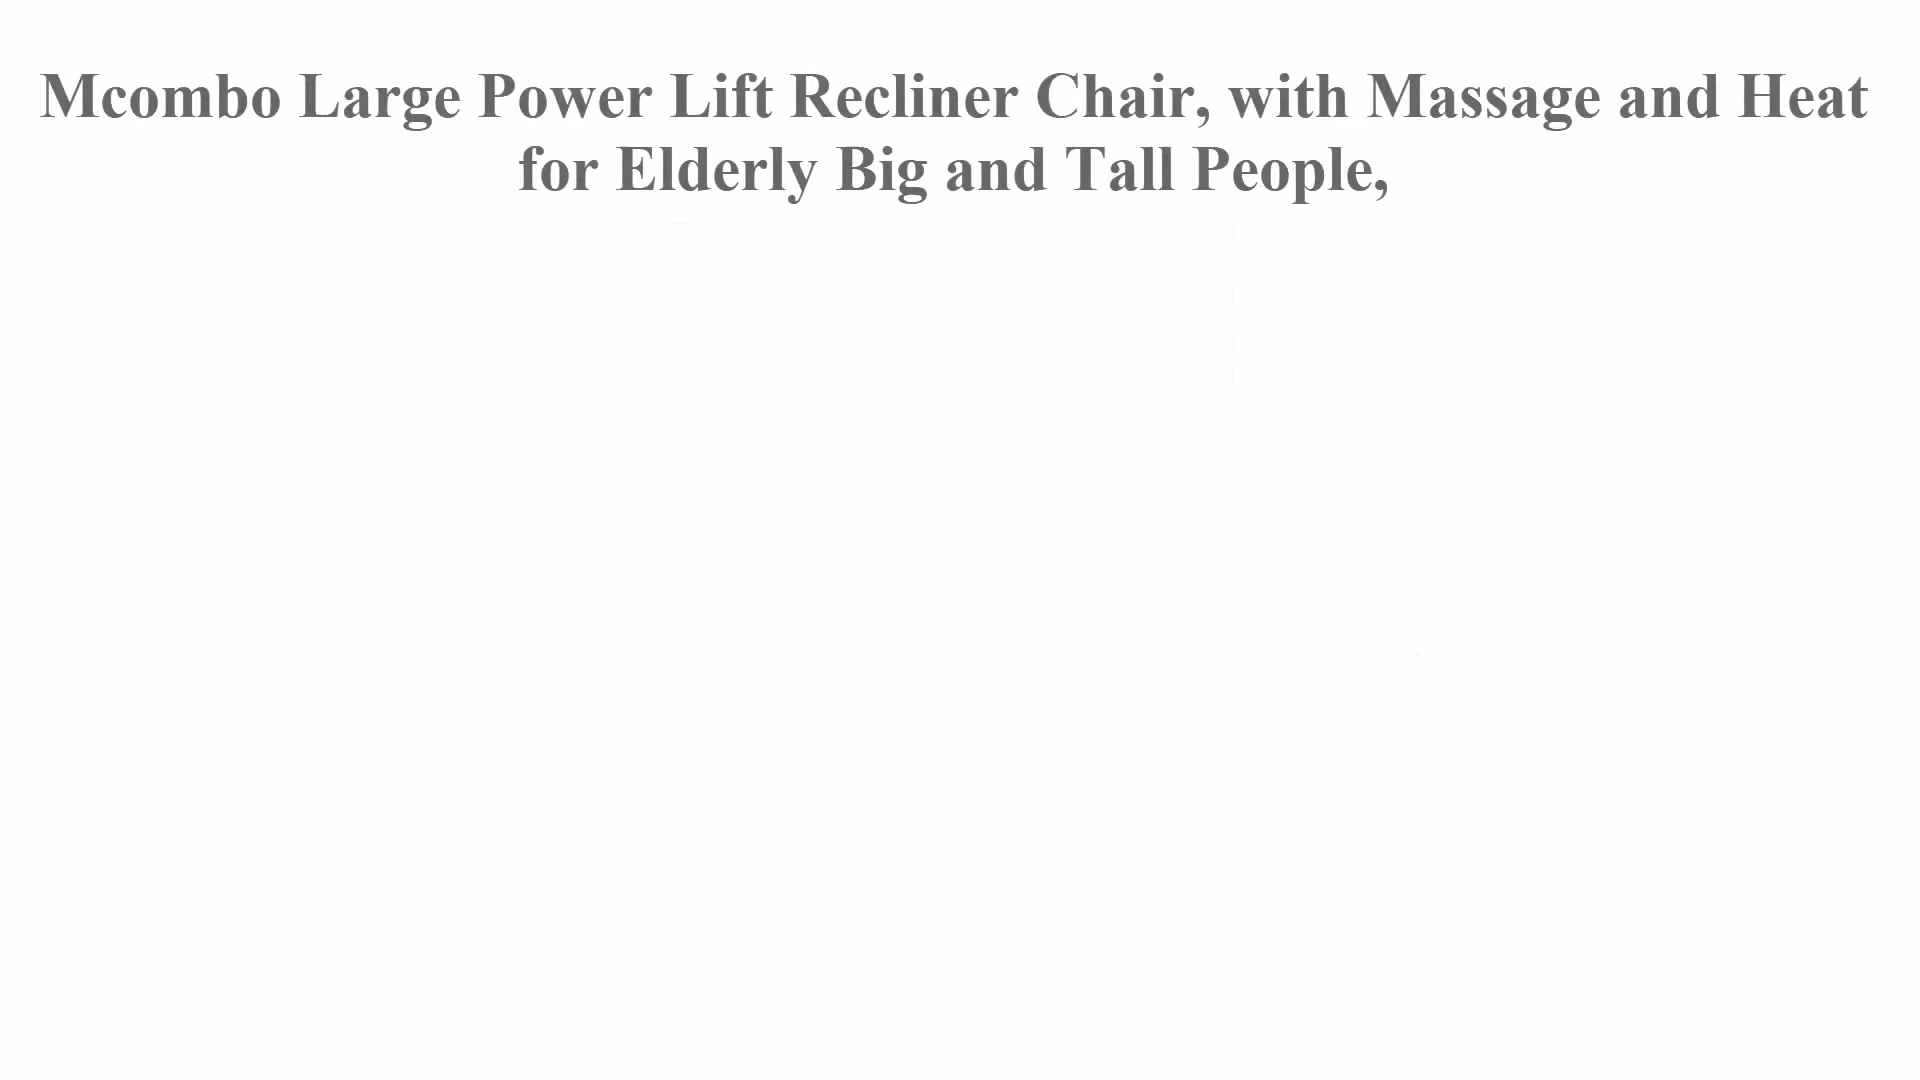 Mcombo Large Power Lift Recliner Chair, with Massage and Heat
for Elderly Big and Tall People,